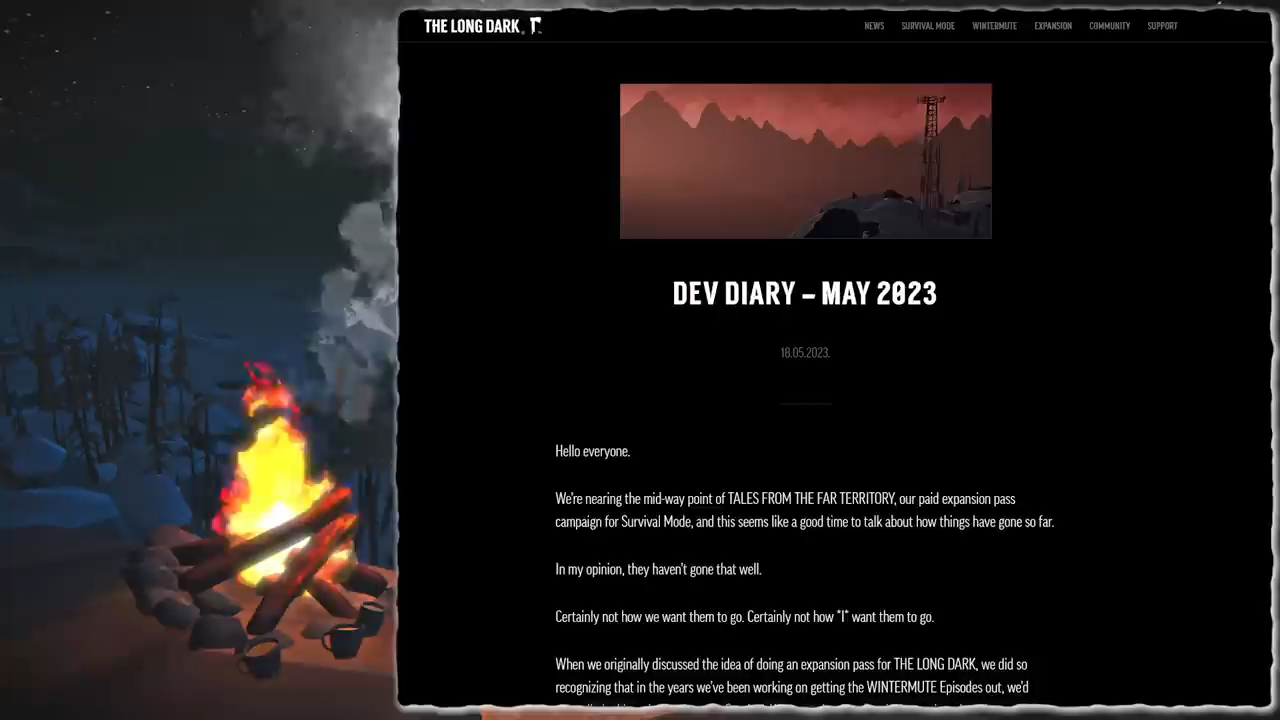 THE LONG DARK
NEWS SURVIVAL MODE WINTERMUTE EXPANSION COMMUNITY SUPPORT
DEV DIARY – MAY 2023
18.05.2023.
Hello everyone.
We're nearing the mid-way point of TALES FROM THE FAR TERRITORY, our paid expansion pass
campaign for Survival Mode, and this seems like a good time to talk about how things have gone so far.
In my opinion, they haven't gone that well.
Certainly not how we want them to go. Certainly not how *I* want them to go.
When we originally discussed the idea of doing an expansion pass for THE LONG DARK, we did so
recognizing that in the years we've been working on getting the WINTERMUTE Episodes out, we'd